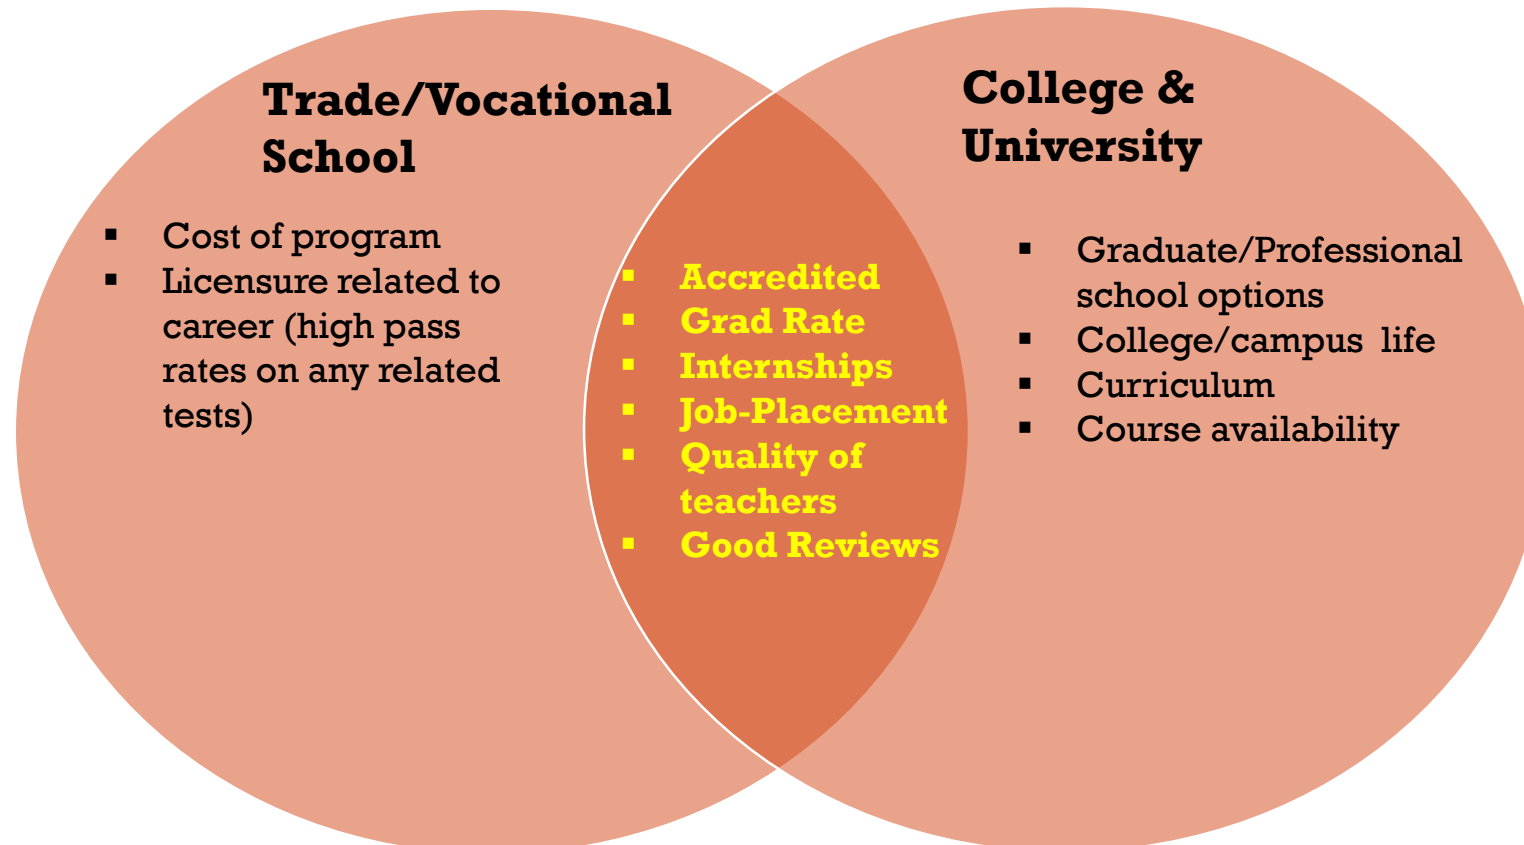 Trade/Vocational
School
▪ Cost of program
▪ Licensure related to
career (high pass
rates on any related
tests)
▪ Accredited
▪ Grad Rate
▪ Internships
▪ Job-Placement
▪ Quality of
teachers
▪ Good Reviews
College &
University
▪ Graduate/Professional
school options
▪ College/campus  life
▪ Curriculum
▪ Course availability